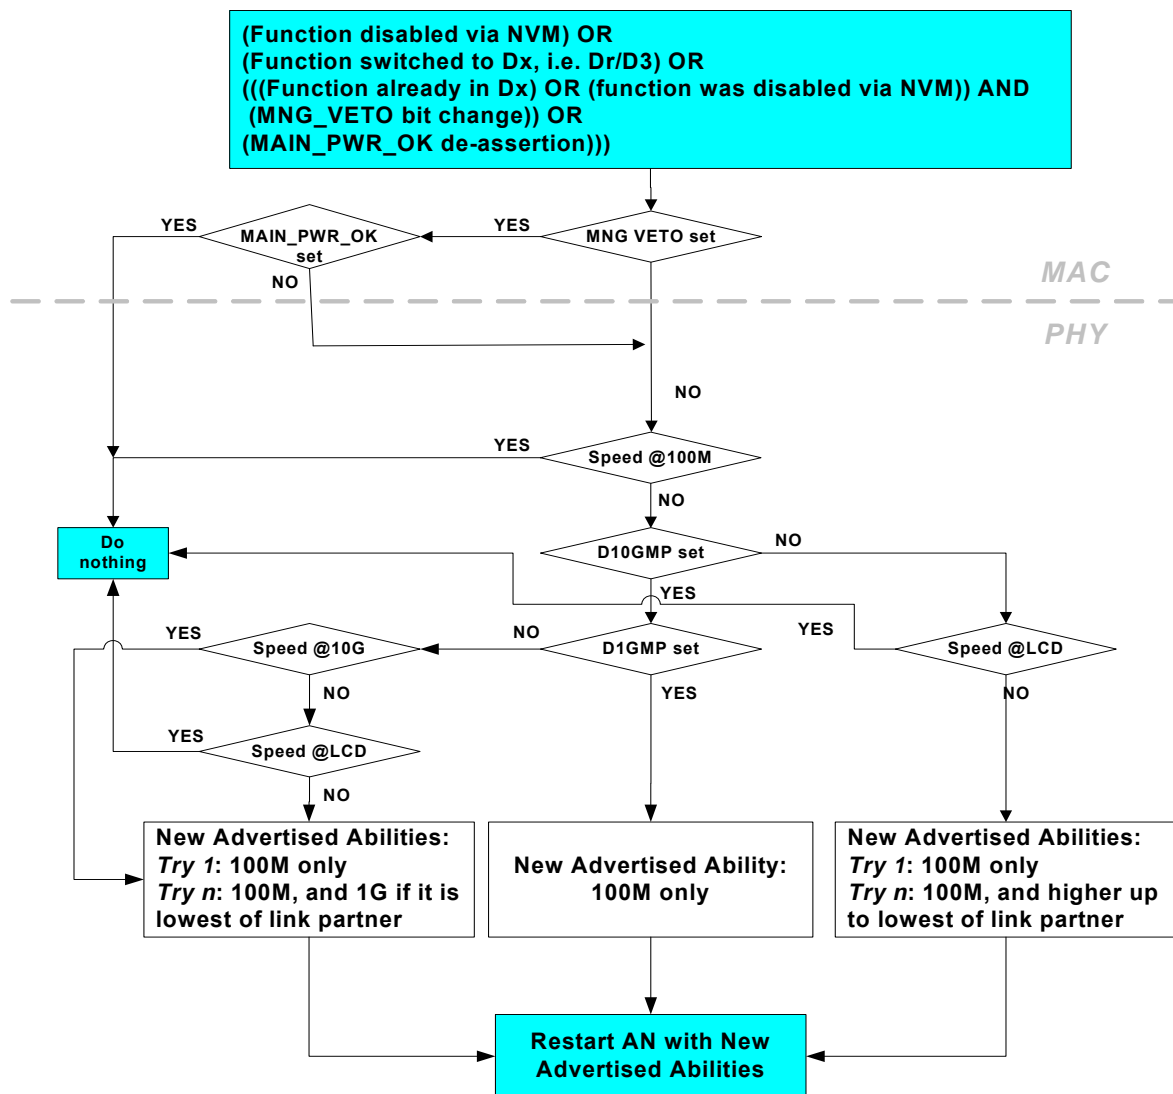 (Function disabled via NVM) OR
(Function switched to Dx, i.e. Dr/D3) OR
(((Function already in Dx) OR (function was disabled via NVM)) AND
(MNG_VETO bit change)) OR
(MAIN_PWR_OK de-assertion)))
YES
MAIN_PWR_OK
set
YES
MNG VETO set
NO
MAC
PHY
NO
YES
Speed @100M
NO
Do
nothing
D10GMP set
NO
YES
YES
Speed @10G
NO
D1GMP set
YES
Speed @LCD
NO
YES
NO
YES
Speed @LCD
NO
New Advertised Abilities:
Try 1: 100M only
Try n: 100M, and 1G if it is
lowest of link partner
New Advertised Ability:
100M only
New Advertised Abilities:
Try 1: 100M only
Try n: 100M, and higher up
to lowest of link partner
Restart AN with New
Advertised Abilities